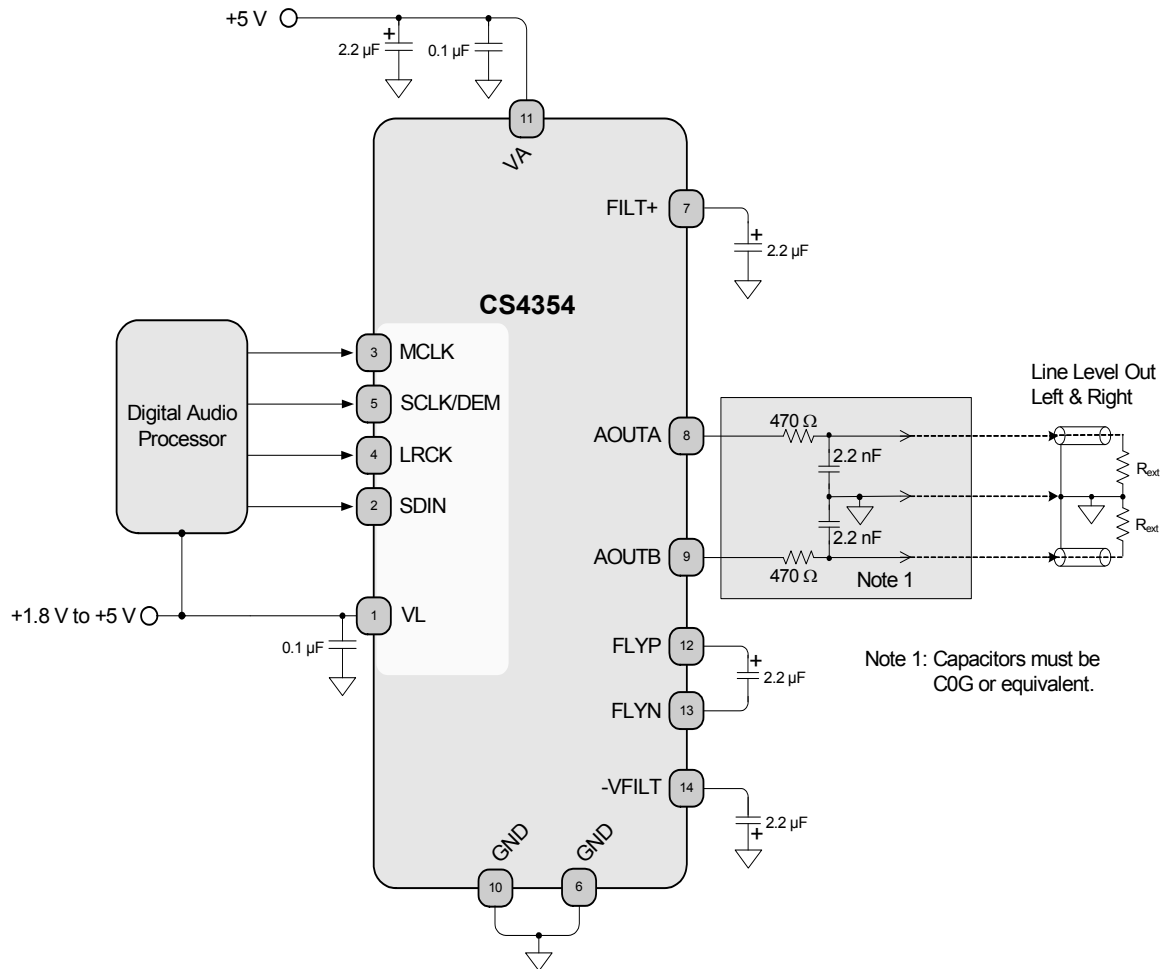 +5 V
+
2.2 µF
0.1 µF
11
VA
FILT+
7
+
2.2 µF
CS4354
Digital Audio
Processor
3
MCLK
5
SCLK/DEM
4
LRCK
2
SDIN
Line Level Out
Left & Right
AOUTA
8
470 Ω
2.2 nF
Rext
2.2 nF
Rext
AOUTB
9
470 Ω
Note 1
+1.8 V to +5 V
1
VL
0.1 µF
FLYP
12
+
2.2 µF
FLYN
13
Note 1: Capacitors must be
C0G or equivalent.
-VFILT
14
2.2 µF
+
GND
GND
10
6